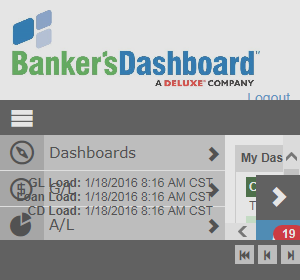 Banker'sDashboard™
A DELUXE® COMPANY
Logout
Dashboards
My Das
GL Load: 1/18/2016 8:16 AM CST
G/L
C
Loan Load: 1/18/2016 8:16 AM CST
T
CD Load: 1/18/2016 8:16 AM CST
A/L
19